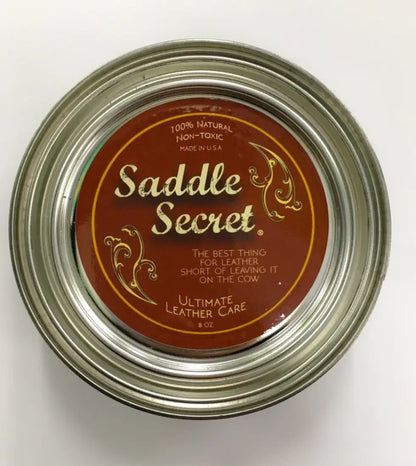 100% Natural
Non-Toxic
MADE IN U.S.A
Saddle
Secret®
THE BEST THING
FOR LEATHER
SHORT OF LEAVING IT
ON THE COW
Ultimate
Leather Care
8 OZ